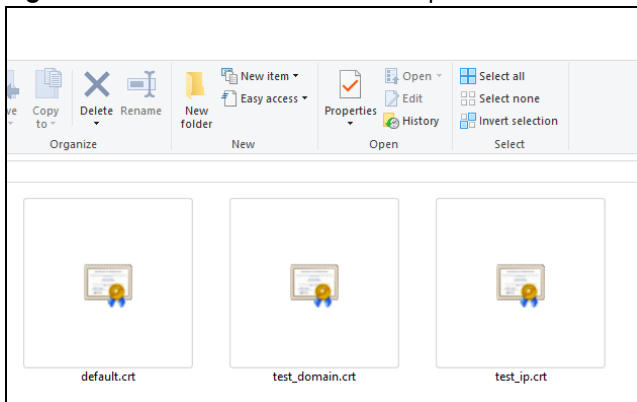 New item
Easy access
Open
Edit
History
Select all
Select none
Invert selection
Copy to
Delete
Rename
New folder
Properties
Organize
New
Open
Select
default.crt
test_domain.crt
test_ip.crt